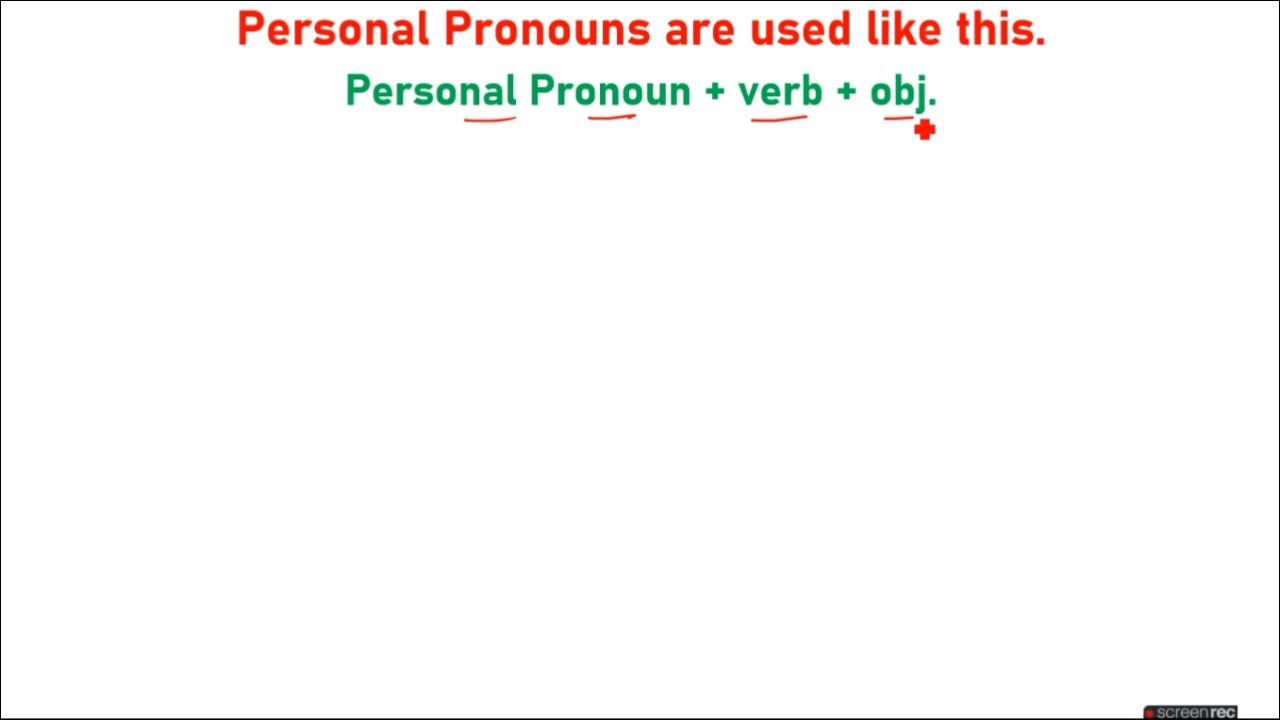 Personal Pronouns are used like this.
Personal Pronoun + verb + obj.
screenrec